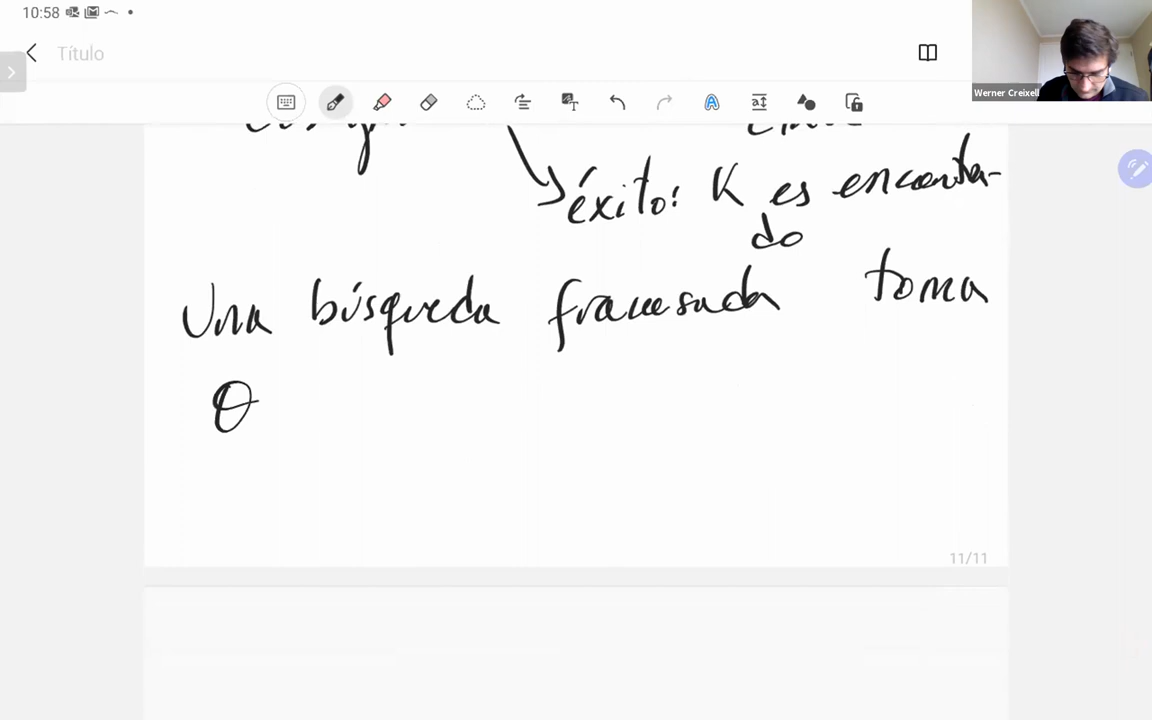 10:58
Título
Werner Creixell
éxito: K es encontra-
do
Una búsqueda fracasada toma
Θ
11/11